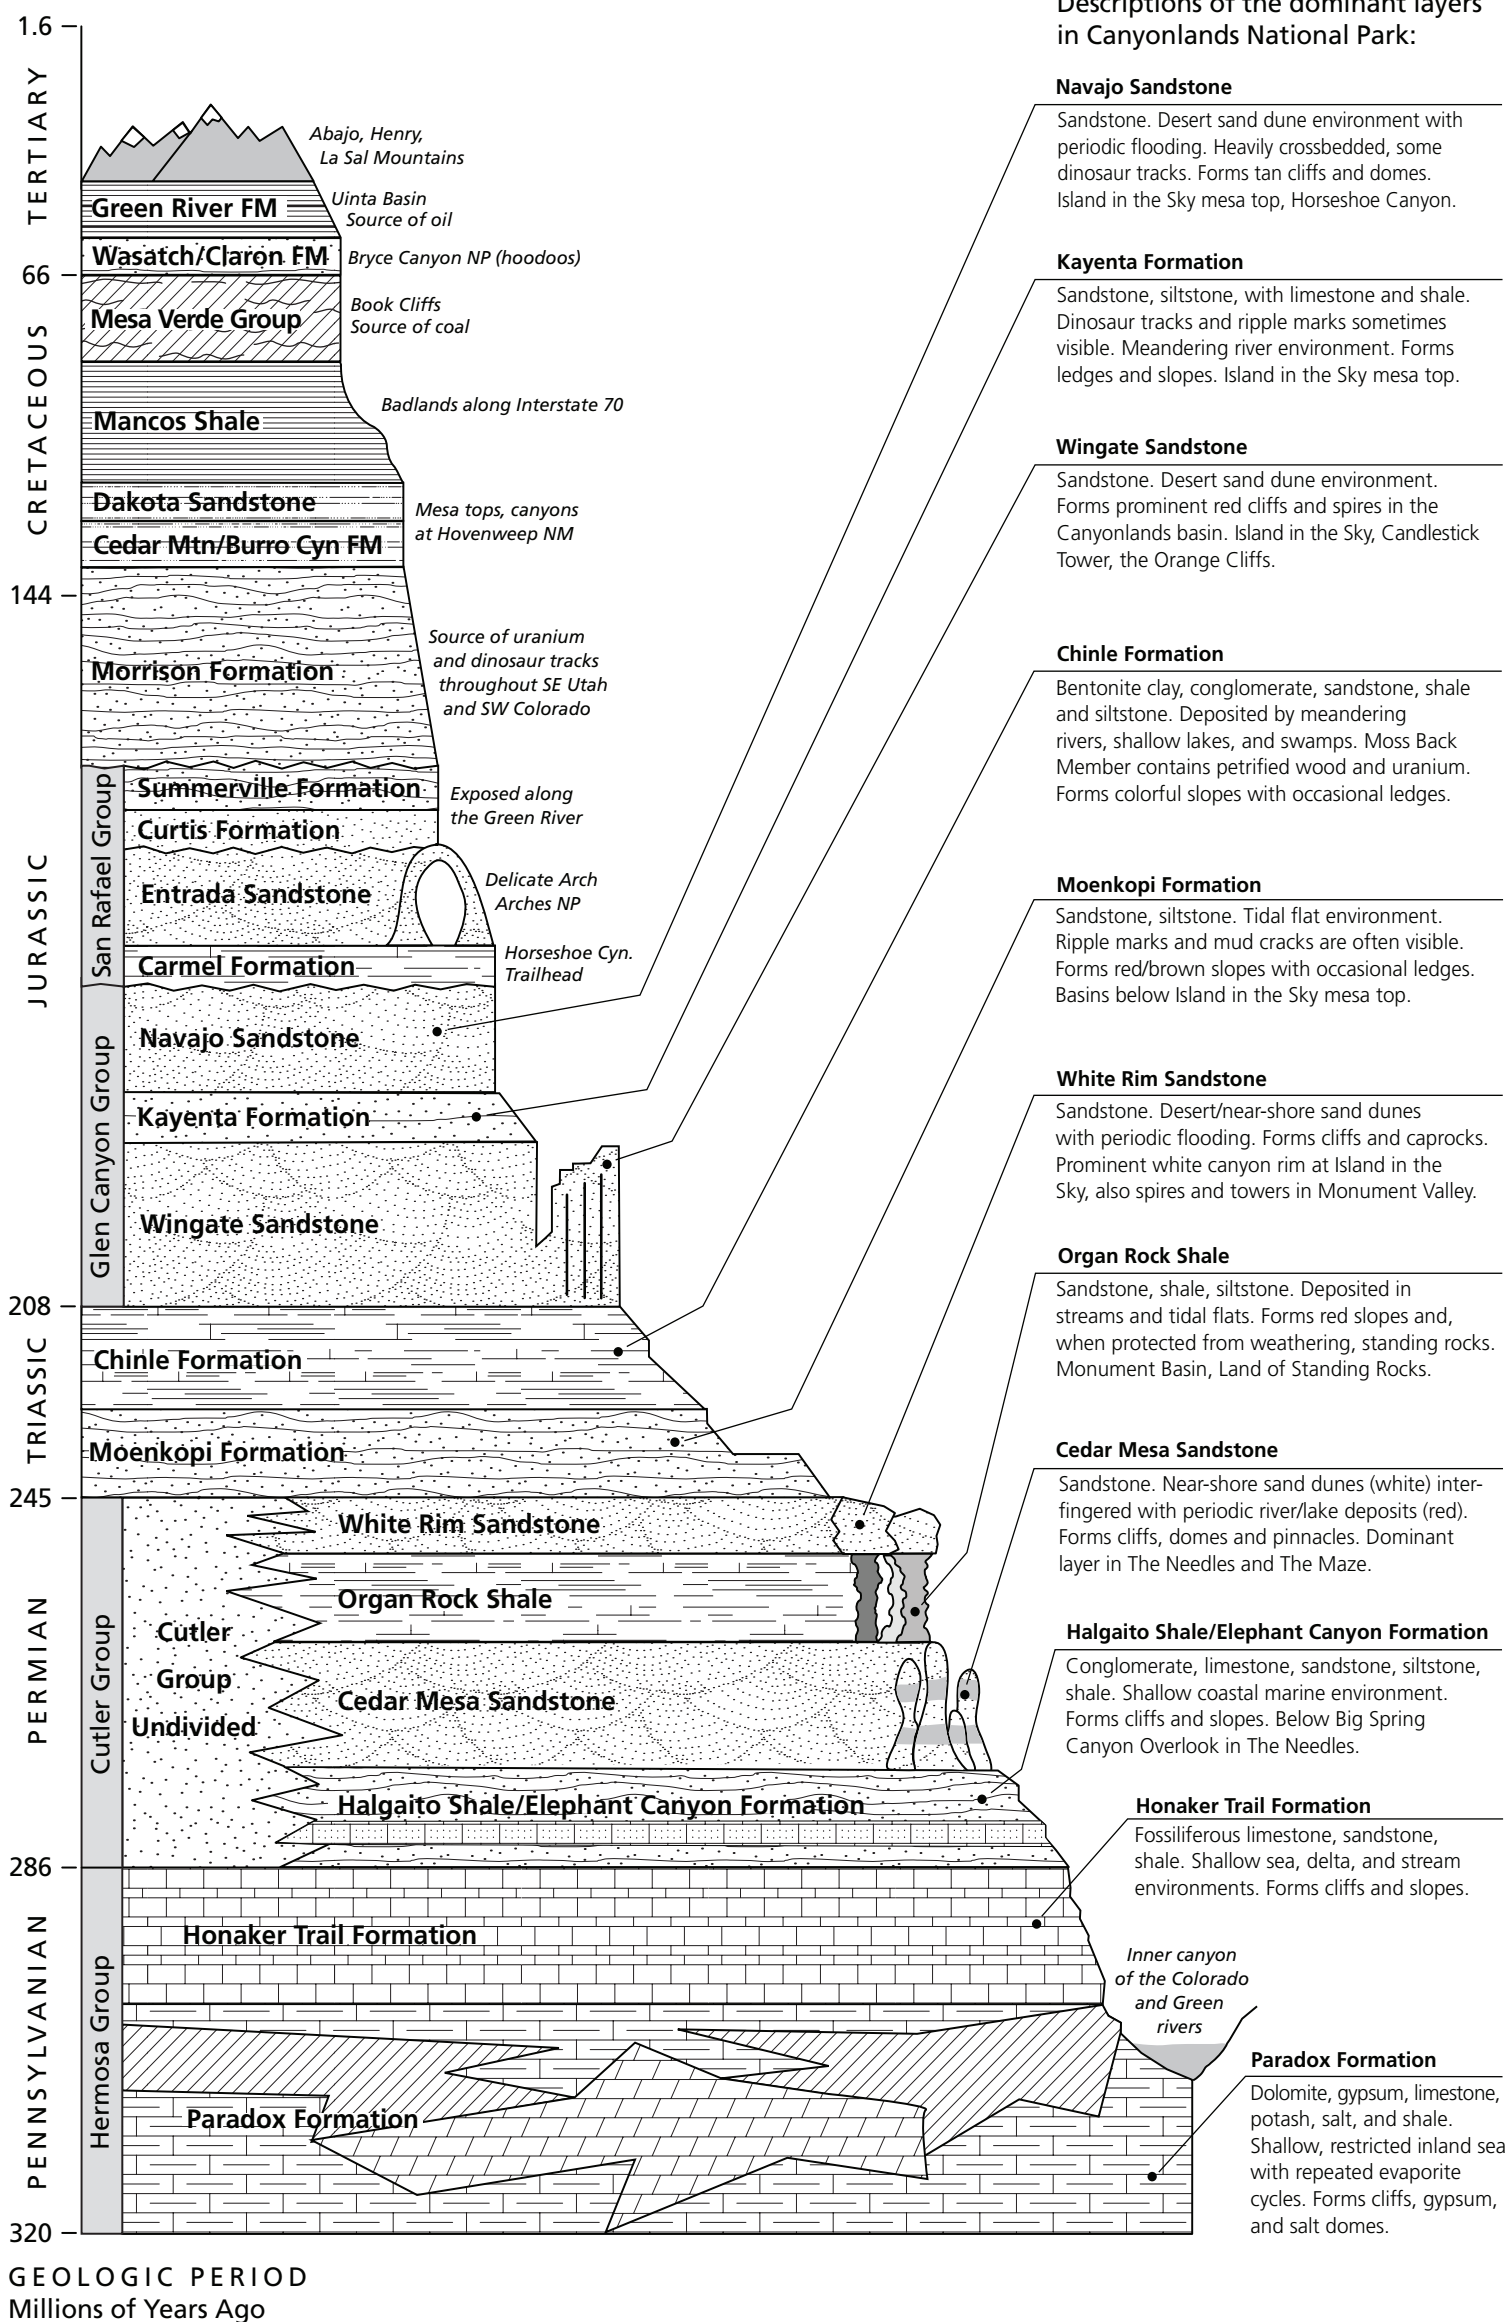 1.6
TERTIARY
66
CRETACEOUS
144
JURASSIC
208
TRIASSIC
245
PERMIAN
286
PENNSYLVANIAN
320
GEOLOGIC PERIOD
Millions of Years Ago
Abajo, Henry,
La Sal Mountains
Green River FM
Uinta Basin
Source of oil
Wasatch/Claron FM
Bryce Canyon NP (hoodoos)
Mesa Verde Group
Book Cliffs
Source of coal
Mancos Shale
Badlands along Interstate 70
Dakota Sandstone
Cedar Mtn/Burro Cyn FM
Mesa tops, canyons
at Hovenweep NM
Morrison Formation
Source of uranium
and dinosaur tracks
throughout SE Utah
and SW Colorado
San Rafael Group
Summerville Formation
Curtis Formation
Exposed along
the Green River
Entrada Sandstone
Delicate Arch
Arches NP
Carmel Formation
Horseshoe Cyn.
Trailhead
Glen Canyon Group
Navajo Sandstone
Kayenta Formation
Wingate Sandstone
Chinle Formation
Moenkopi Formation
Cutler Group
Cutler
Group
Undivided
White Rim Sandstone
Organ Rock Shale
Cedar Mesa Sandstone
Halgaito Shale/Elephant Canyon Formation
Hermosa Group
Honaker Trail Formation
Paradox Formation
Inner canyon
of the Colorado
and Green
rivers
Descriptions of the dominant layers
in Canyonlands National Park:
Navajo Sandstone
Sandstone. Desert sand dune environment with
periodic flooding. Heavily crossbedded, some
dinosaur tracks. Forms tan cliffs and domes.
Island in the Sky mesa top, Horseshoe Canyon.
Kayenta Formation
Sandstone, siltstone, with limestone and shale.
Dinosaur tracks and ripple marks sometimes
visible. Meandering river environment. Forms
ledges and slopes. Island in the Sky mesa top.
Wingate Sandstone
Sandstone. Desert sand dune environment.
Forms prominent red cliffs and spires in the
Canyonlands basin. Island in the Sky, Candlestick
Tower, the Orange Cliffs.
Chinle Formation
Bentonite clay, conglomerate, sandstone, shale
and siltstone. Deposited by meandering
rivers, shallow lakes, and swamps. Moss Back
Member contains petrified wood and uranium.
Forms colorful slopes with occasional ledges.
Moenkopi Formation
Sandstone, siltstone. Tidal flat environment.
Ripple marks and mud cracks are often visible.
Forms red/brown slopes with occasional ledges.
Basins below Island in the Sky mesa top.
White Rim Sandstone
Sandstone. Desert/near-shore sand dunes
with periodic flooding. Forms cliffs and caprocks.
Prominent white canyon rim at Island in the
Sky, also spires and towers in Monument Valley.
Organ Rock Shale
Sandstone, shale, siltstone. Deposited in
streams and tidal flats. Forms red slopes and,
when protected from weathering, standing rocks.
Monument Basin, Land of Standing Rocks.
Cedar Mesa Sandstone
Sandstone. Near-shore sand dunes (white) inter-
fingered with periodic river/lake deposits (red).
Forms cliffs, domes and pinnacles. Dominant
layer in The Needles and The Maze.
Halgaito Shale/Elephant Canyon Formation
Conglomerate, limestone, sandstone, siltstone,
shale. Shallow coastal marine environment.
Forms cliffs and slopes. Below Big Spring
Canyon Overlook in The Needles.
Honaker Trail Formation
Fossiliferous limestone, sandstone,
shale. Shallow sea, delta, and stream
environments. Forms cliffs and slopes.
Paradox Formation
Dolomite, gypsum, limestone,
potash, salt, and shale.
Shallow, restricted inland sea
with repeated evaporite
cycles. Forms cliffs, gypsum,
and salt domes.